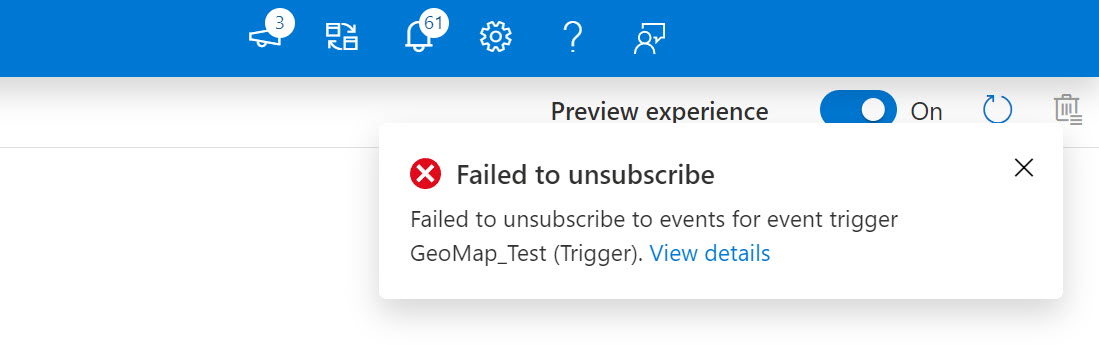 3
61
?
Preview experience
On
Failed to unsubscribe
Failed to unsubscribe to events for event trigger
GeoMap_Test (Trigger). View details